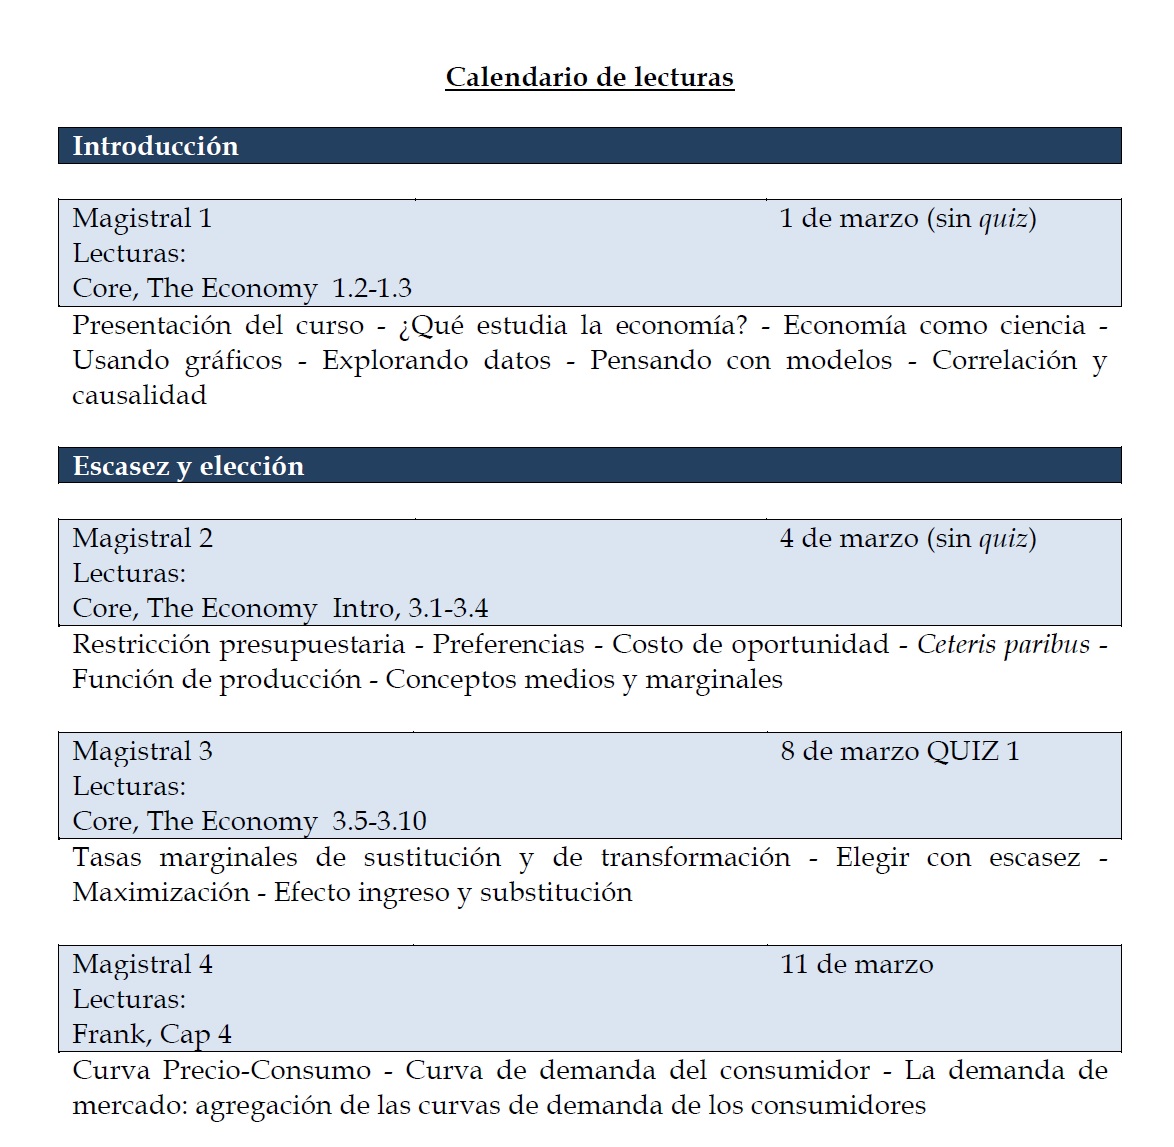 Calendario de lecturas
Introducción
Magistral 1 1 de marzo (sin quiz)
Lecturas:
Core, The Economy 1.2-1.3
Presentación del curso - ¿Qué estudia la economía? - Economía como ciencia -
Usando gráficos - Explorando datos - Pensando con modelos - Correlación y
causalidad
Escasez y elección
Magistral 2 4 de marzo (sin quiz)
Lecturas:
Core, The Economy Intro, 3.1-3.4
Restricción presupuestaria - Preferencias - Costo de oportunidad - Ceteris paribus -
Función de producción - Conceptos medios y marginales
Magistral 3 8 de marzo QUIZ 1
Lecturas:
Core, The Economy 3.5-3.10
Tasas marginales de sustitución y de transformación - Elegir con escasez -
Maximización - Efecto ingreso y substitución
Magistral 4 11 de marzo
Lecturas:
Frank, Cap 4
Curva Precio-Consumo - Curva de demanda del consumidor - La demanda de
mercado: agregación de las curvas de demanda de los consumidores